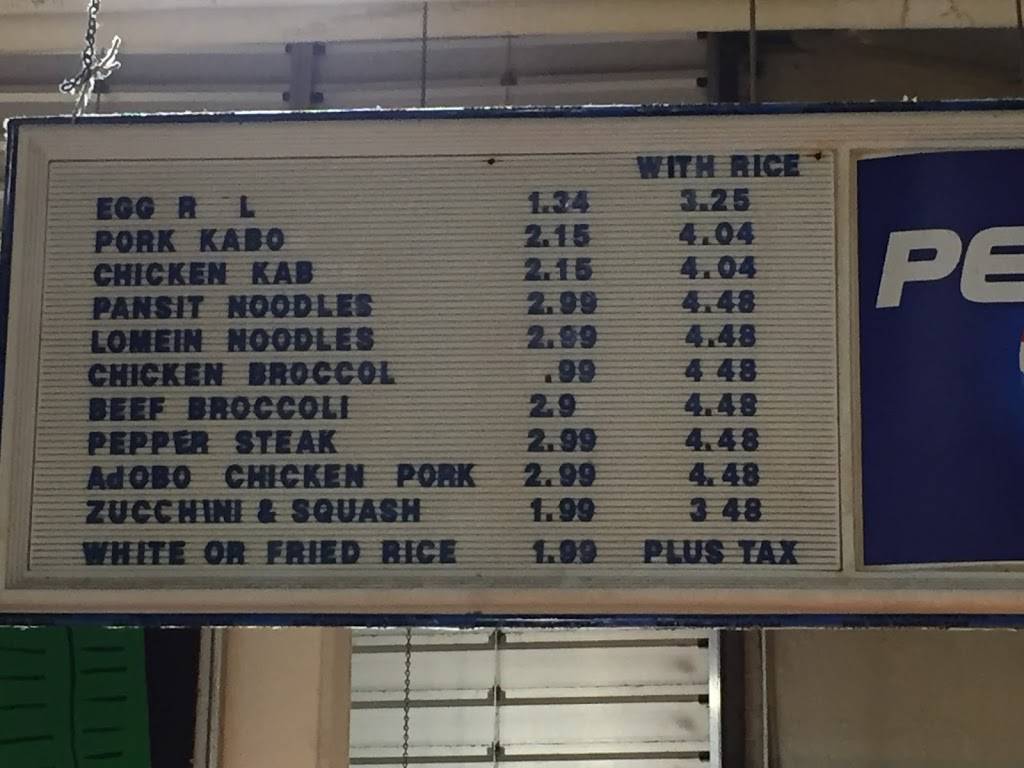 WITH RICE
EGG R L 1.34 3.25
PORK KABO 2.15 4.04
CHICKEN KAB 2.15 4.04
PANSIT NOODLES 2.99 4.48
LOMEIN NOODLES 2.99 4.48
CHICKEN BROCCOL .99 4 48
BEEF BROCCOLI 2.9 4.48
PEPPER STEAK 2.99 4.48
AdOBO CHICKEN PORK 2.99 4.48
ZUCCHINI & SQUASH 1.99 3 48
WHITE OR FRIED RICE 1.99 PLUS TAX
PE